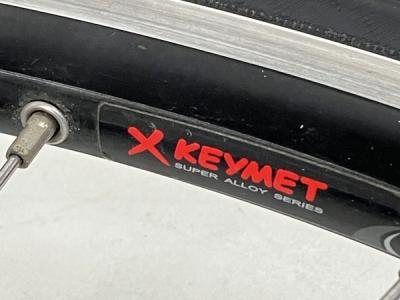 X KEYMET
SUPER ALLOY SERIES